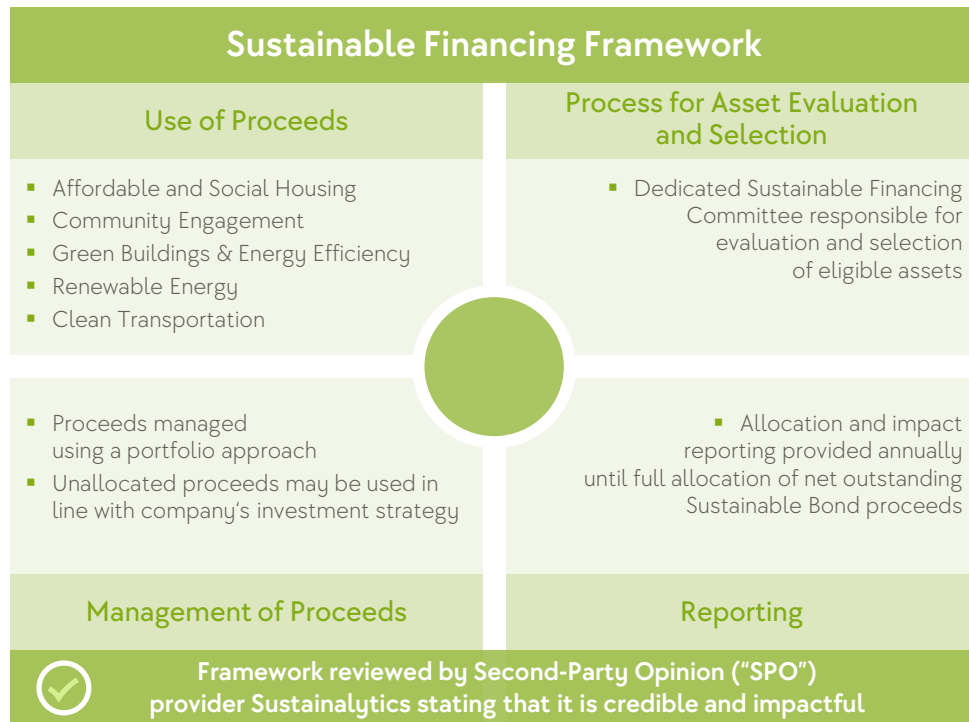 Sustainable Financing Framework
Use of Proceeds
▪ Affordable and Social Housing
▪ Community Engagement
▪ Green Buildings & Energy Efficiency
▪ Renewable Energy
▪ Clean Transportation
Process for Asset Evaluation
and Selection
▪ Dedicated Sustainable Financing
Committee responsible for
evaluation and selection
of eligible assets
▪ Proceeds managed
using a portfolio approach
▪ Unallocated proceeds may be used in
line with company’s investment strategy
Management of Proceeds
▪ Allocation and impact
reporting provided annually
until full allocation of net outstanding
Sustainable Bond proceeds
Reporting
Framework reviewed by Second-Party Opinion (“SPO”)
provider Sustainalytics stating that it is credible and impactful